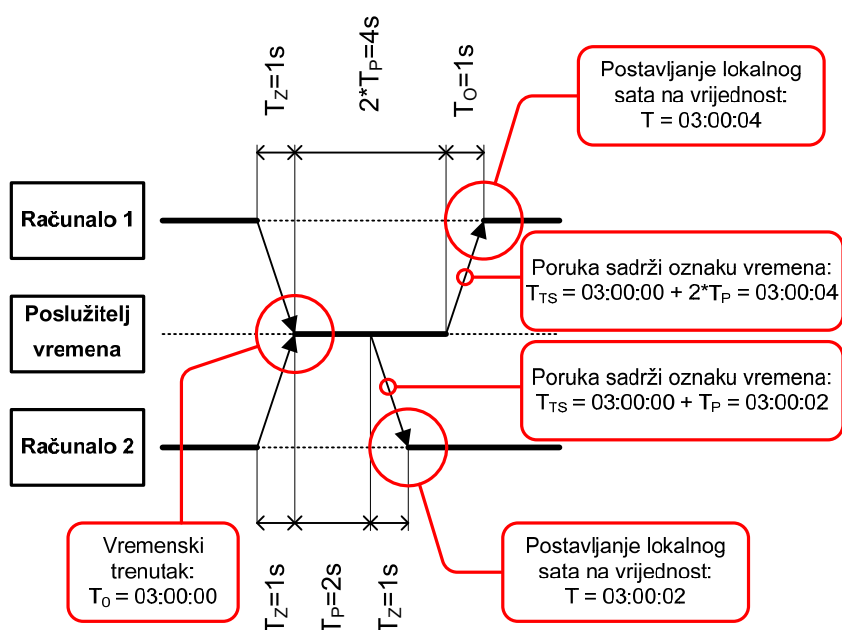 T_Z=1s
2*T_P=4s
T_O=1s
Postavljanje lokalnog
sata na vrijednost:
T = 03:00:04
Računalo 1
Poruka sadrži oznaku vremena:
T_TS = 03:00:00 + 2*T_P = 03:00:04
Poslužitelj
vremena
Poruka sadrži oznaku vremena:
T_TS = 03:00:00 + T_P = 03:00:02
Računalo 2
Vremenski
trenutak:
T_0 = 03:00:00
T_Z=1s
T_P=2s
T_Z=1s
Postavljanje lokalnog
sata na vrijednost:
T = 03:00:02